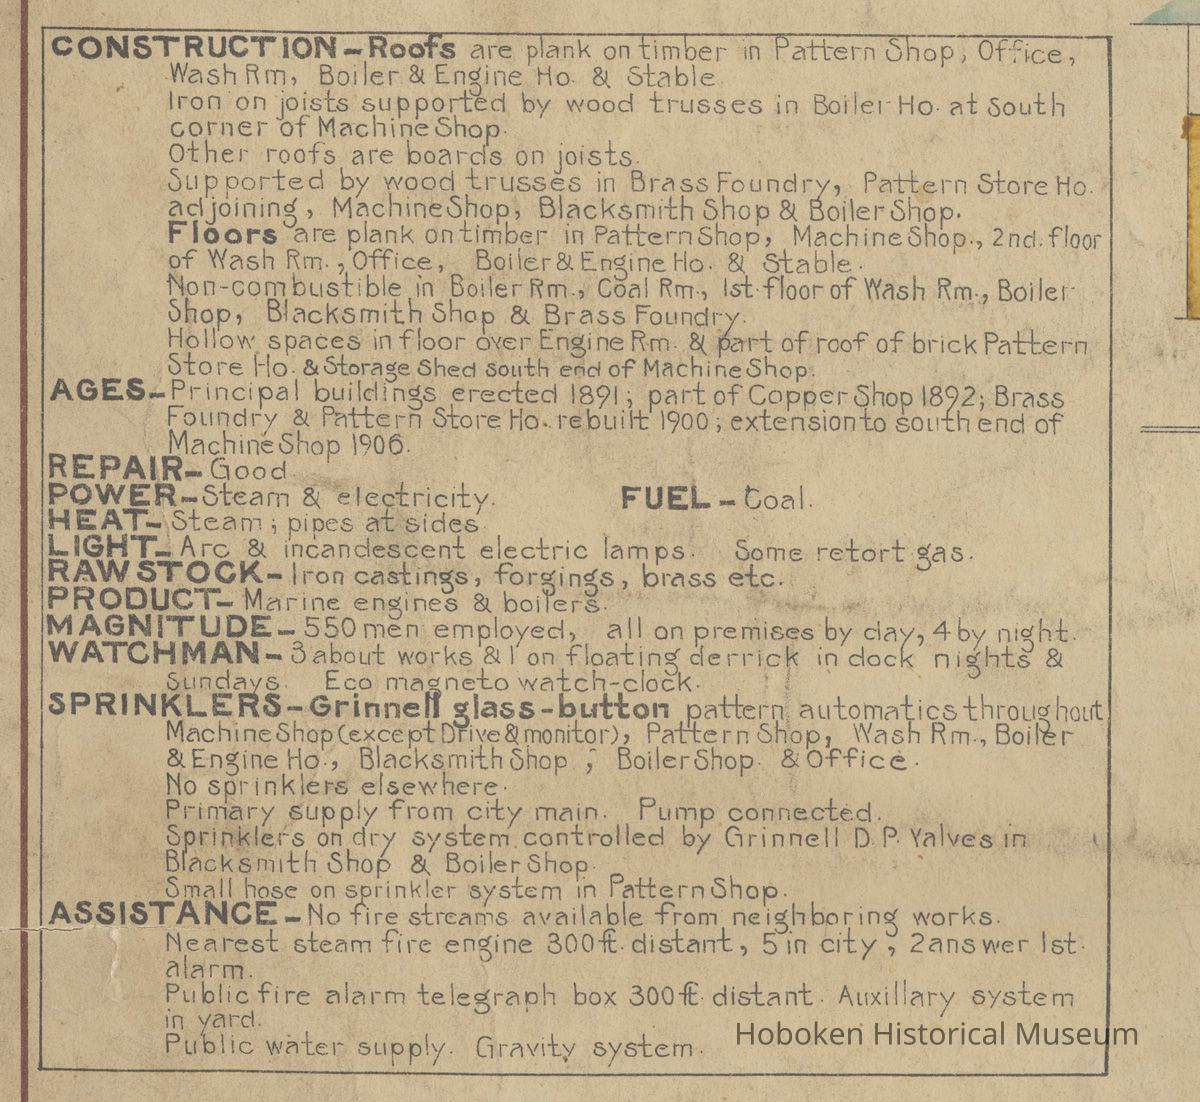 CONSTRUCTION-Roofs are plank on timber in Pattern Shop, Office,
Wash Rm, Boiler & Engine Ho. & Stable.
Iron on joists supported by wood trusses in Boiler Ho. at South
corner of Machine Shop.
Other roofs are boards on joists.
Supported by wood trusses in Brass Foundry, Pattern Store Ho.
adjoining, Machine Shop, Blacksmith Shop & Boiler Shop.
Floors are plank on timber in Pattern Shop, Machine Shop., 2nd. floor
of Wash Rm., Office, Boiler & Engine Ho. & Stable.
Non-combustible in Boiler Rm., Coal Rm., 1st. floor of Wash Rm., Boiler
Shop, Blacksmith Shop & Brass Foundry.
Hollow spaces in floor over Engine Rm. & part of roof of brick Pattern
Store Ho. & Storage Shed south end of Machine Shop.
AGES-Principal buildings erected 1891; part of Copper Shop 1892; Brass
Foundry & Pattern Store Ho. rebuilt 1900; extension to south end of
Machine Shop 1906.
REPAIR-Good.
POWER-Steam & electricity. FUEL-Coal.
HEAT-Steam; pipes at sides.
LIGHT-Arc & incandescent electric lamps. Some retort gas.
RAW STOCK-Iron castings, forgings, brass etc.
PRODUCT-Marine engines & boilers.
MAGNITUDE-550 men employed, all on premises by day, 4 by night.
WATCHMAN-3 about works & 1 on floating derrick in dock nights &
Sundays. Eco magneto watch-clock.
SPRINKLERS-Grinnell glass-button pattern automatics throughout
Machine Shop (except Drive & monitor), Pattern Shop, Wash Rm., Boiler
& Engine Ho., Blacksmith Shop, Boiler Shop. & Office.
No sprinklers elsewhere.
Primary supply from city main. Pump connected.
Sprinklers on dry system controlled by Grinnell D.P. Valves in
Blacksmith Shop & Boiler Shop.
Small hose on sprinkler system in Pattern Shop.
ASSISTANCE-No fire streams available from neighboring works.
Nearest steam fire engine 300 ft. distant, 5 in city, 2 answer 1st.
alarm.
Public fire alarm telegraph box 300 ft. distant. Auxillary system
in yard.
Public water supply. Gravity system.
Hoboken Historical Museum